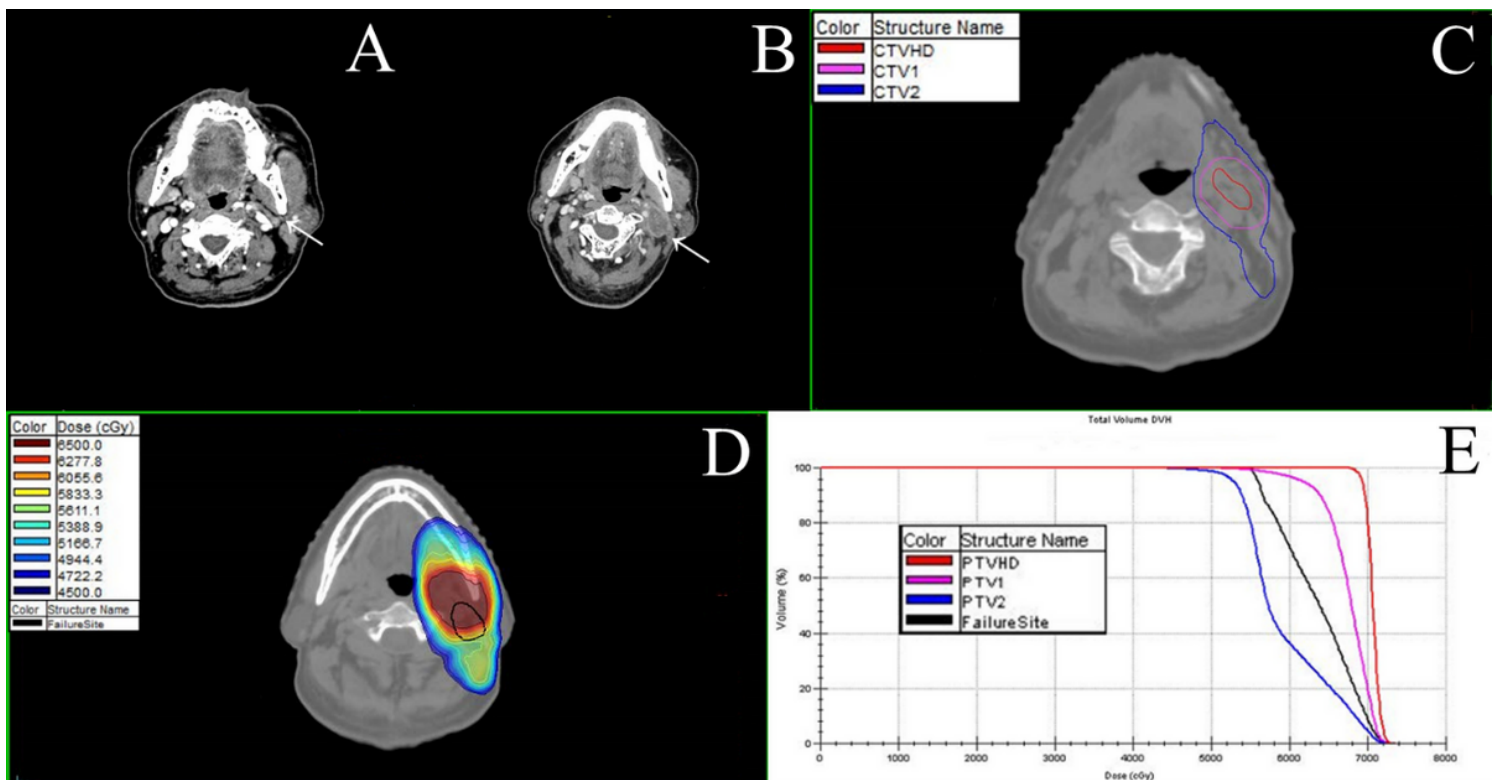 A
B
Color Structure Name
CTVHD
CTV1
CTV2
C
Color Dose (cGy)
6500.0
6277.8
6055.6
5833.3
5611.1
5388.9
5166.7
4944.4
4722.2
4500.0
Color Structure Name
FailureSite
D
Total Volume DVH
E
100
80
60
40
20
0
Volume (%)
Color Structure Name
PTVHD
PTV1
PTV2
FailureSite
0 1000 2000 3000 4000 5000 6000 7000 8000
Dose (cGy)